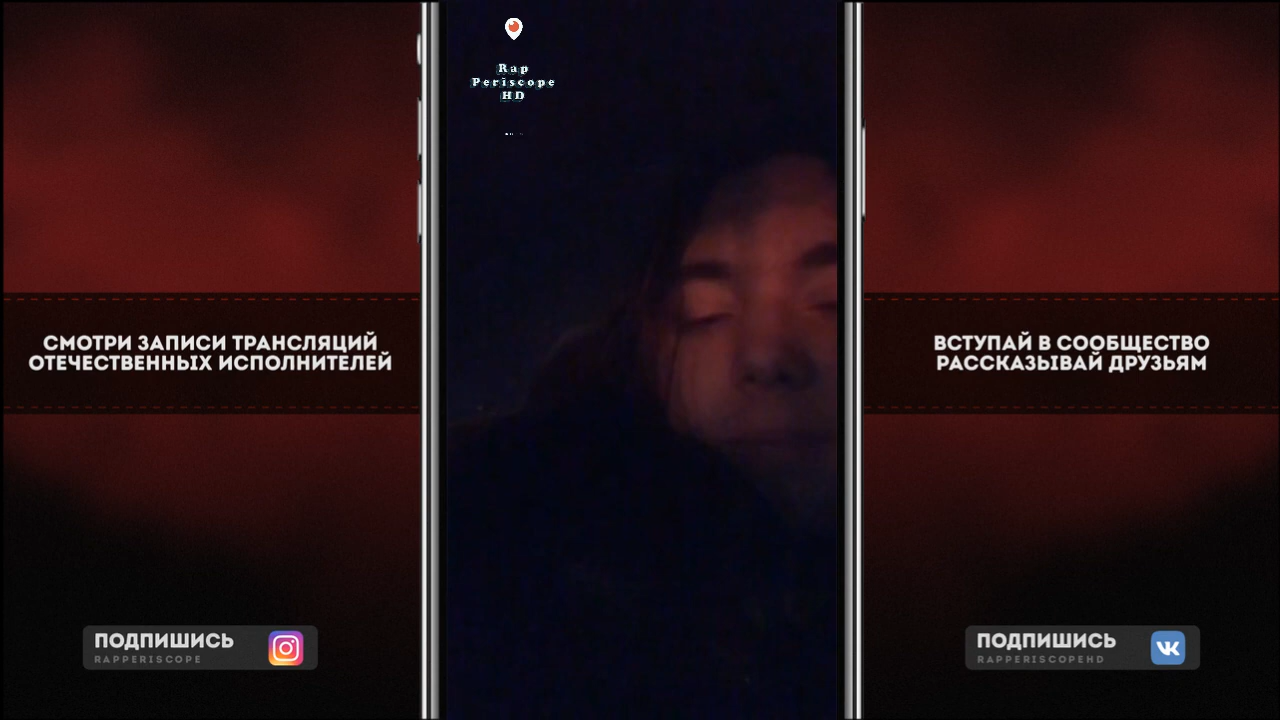 Rap
Periscope
HD
СМОТРИ ЗАПИСИ ТРАНСЛЯЦИЙ
ОТЕЧЕСТВЕННЫХ ИСПОЛНИТЕЛЕЙ
ВСТУПАЙ В СООБЩЕСТВО
РАССКАЗЫВАЙ ДРУЗЬЯМ
ПОДПИШИСЬ
RAPPERISCOPE
ПОДПИШИСЬ
RAPPERISCOPEHD